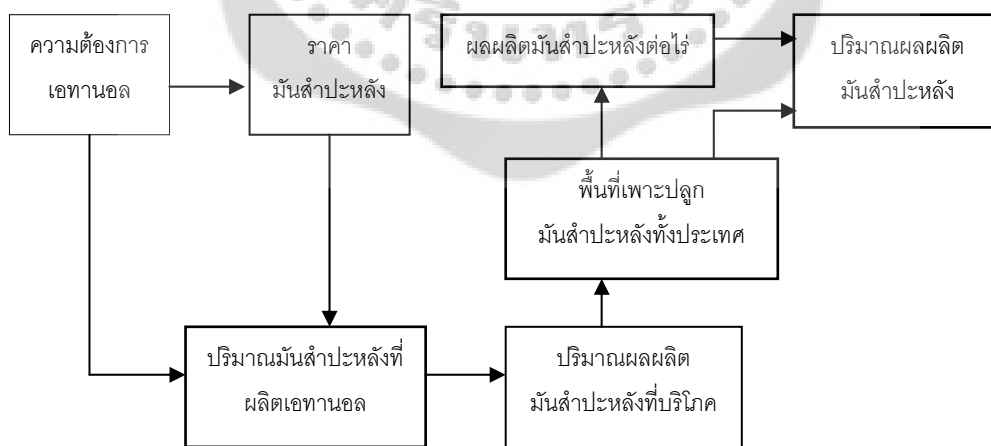 ความต้องการ
เอทานอล
ราคา
มันสำปะหลัง
ผลผลิตมันสำปะหลังต่อไร่
ปริมาณผลผลิต
มันสำปะหลัง
พื้นที่เพาะปลูก
มันสำปะหลังทั้งประเทศ
ปริมาณมันสำปะหลังที่
ผลิตเอทานอล
ปริมาณผลผลิต
มันสำปะหลังที่บริโภค